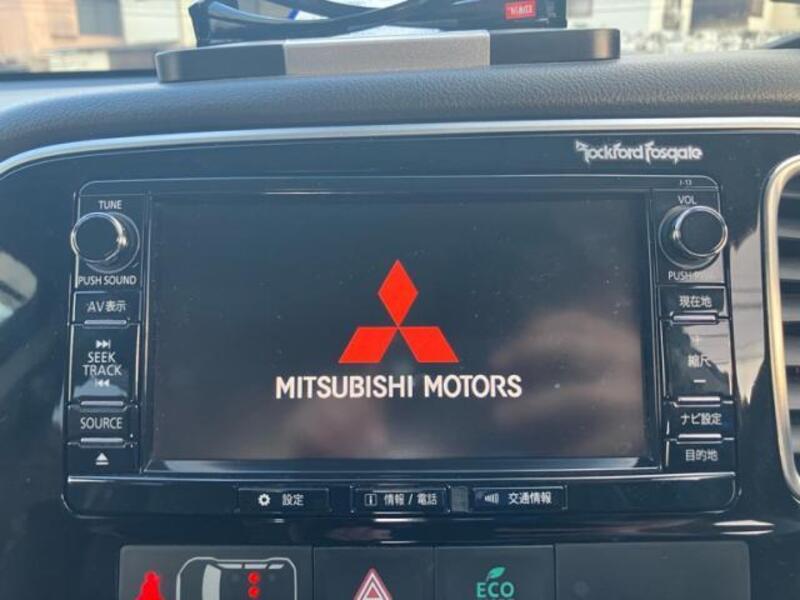 Rockford Fosgate
J-13
TUNE
VOL
PUSH SOUND
PUSH
AV表示
現在地
SEEK
TRACK
縮尺
SOURCE
ナビ設定
目的地
MITSUBISHI MOTORS
設定
情報 / 電話
交通情報
ECO